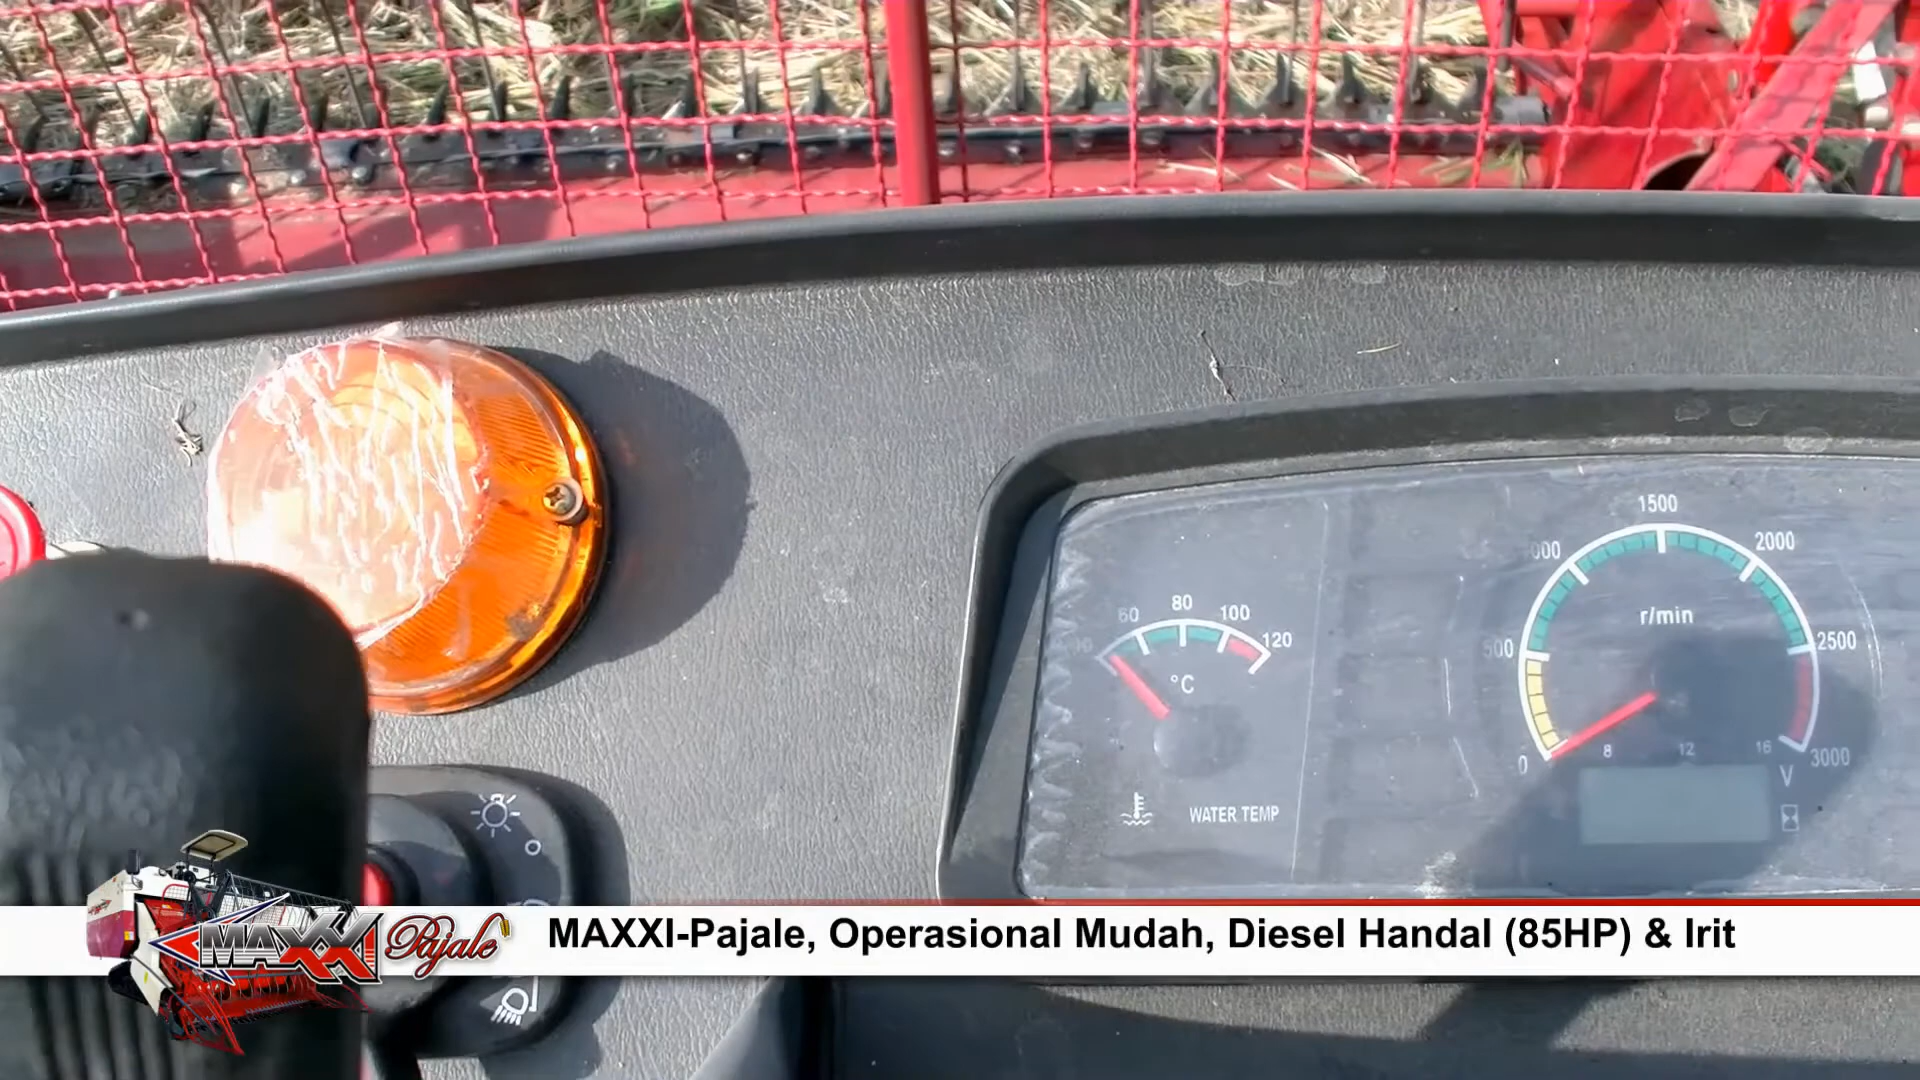 1500
2000
r/min
500
2500
0
8
12
16
3000
V
60
80
100
120
°C
WATER TEMP
MAXXI
Pajale
MAXXI-Pajale, Operasional Mudah, Diesel Handal (85HP) & Irit